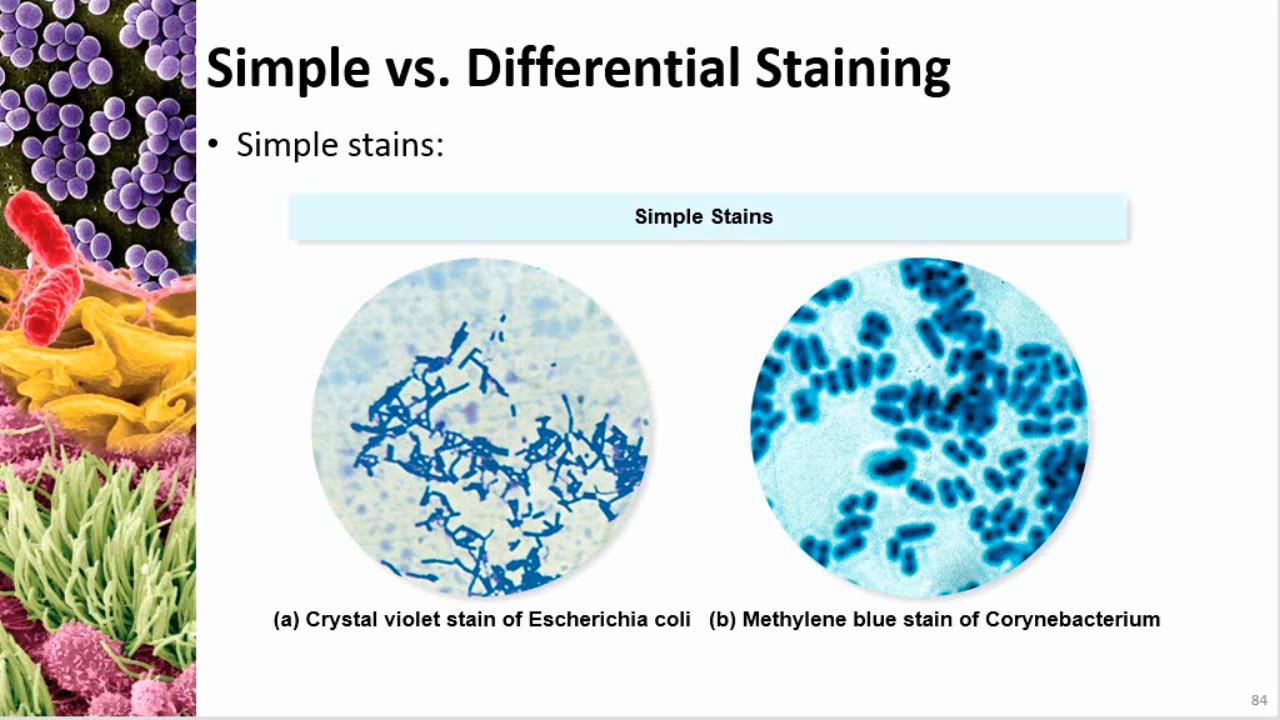 Simple vs. Differential Staining
• Simple stains:
Simple Stains
(a) Crystal violet stain of Escherichia coli
(b) Methylene blue stain of Corynebacterium
84